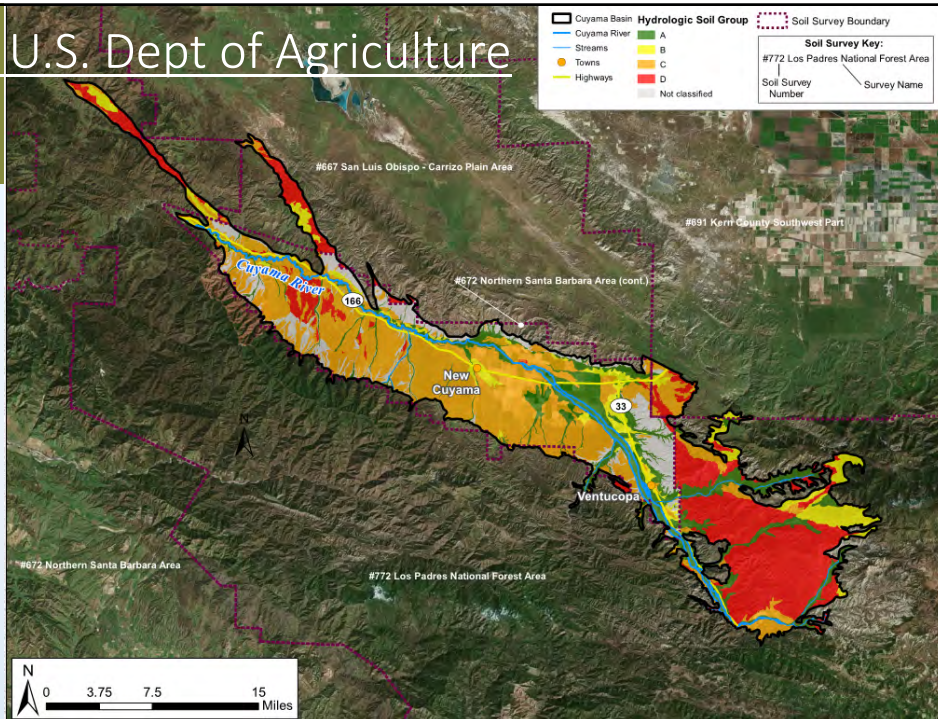 U.S. Dept of Agriculture
Cuyama Basin
Cuyama River
Streams
Towns
Highways
Hydrologic Soil Group
A
B
C
D
Not classified
Soil Survey Boundary
Soil Survey Key:
#772 Los Padres National Forest Area
Soil Survey
Number
Survey Name
#667 San Luis Obispo - Carrizo Plain Area
#691 Kern County Southwest Part
#672 Northern Santa Barbara Area (cont.)
Cuyama River
166
New
Cuyama
33
N
Ventucopa
#672 Northern Santa Barbara Area
#772 Los Padres National Forest Area
N
0 3.75 7.5 15
Miles